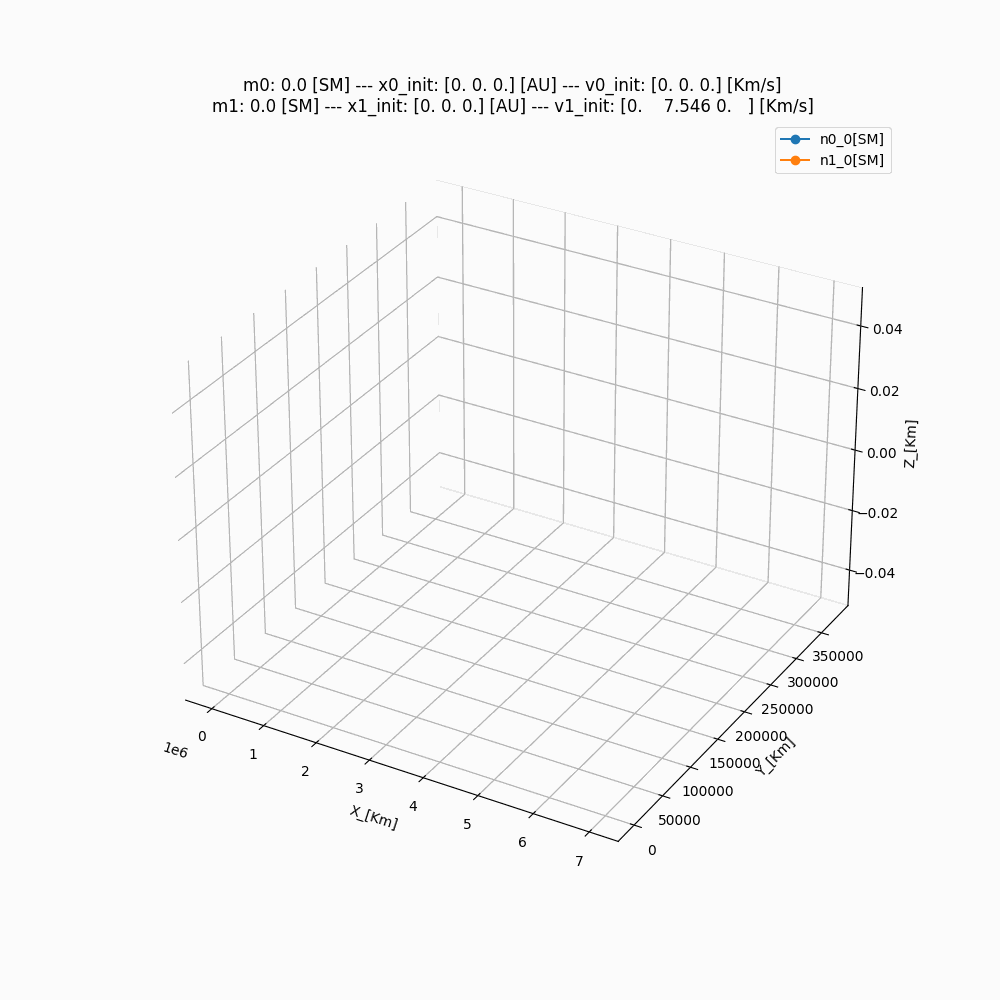 m0: 0.0 [SM] --- x0_init: [0. 0. 0.] [AU] --- v0_init: [0. 0. 0.] [Km/s]
m1: 0.0 [SM] --- x1_init: [0. 0. 0.] [AU] --- v1_init: [0.    7.546 0.   ] [Km/s]
n0_0[SM]
n1_0[SM]
0.04
0.02
0.00
−0.02
−0.04
Z_[Km]
350000
300000
250000
200000
150000
100000
50000
0
Y_[Km]
0
1
2
3
4
5
6
7
1e6
X_[Km]